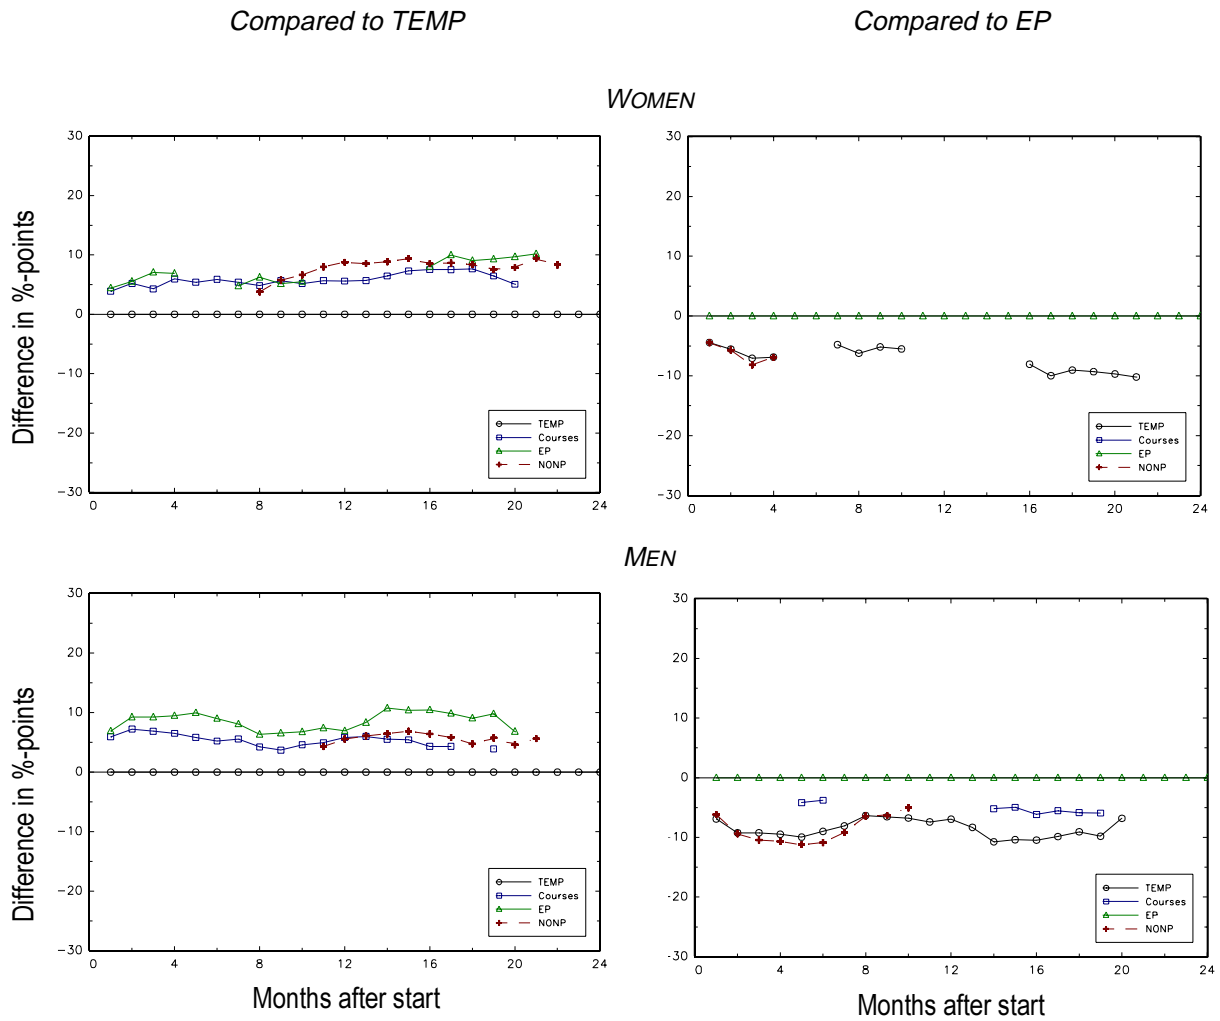 Compared to TEMP
Compared to EP
WOMEN
30
20
10
0
-10
-20
-30
0 4 8 12 16 20 24
Difference in %-points
TEMP
Courses
EP
NONP
30
20
10
0
-10
-20
-30
0 4 8 12 16 20 24
TEMP
Courses
EP
NONP
MEN
30
20
10
0
-10
-20
-30
0 4 8 12 16 20 24
Difference in %-points
Months after start
TEMP
Courses
EP
NONP
30
20
10
0
-10
-20
-30
0 4 8 12 16 20 24
Months after start
TEMP
Courses
EP
NONP